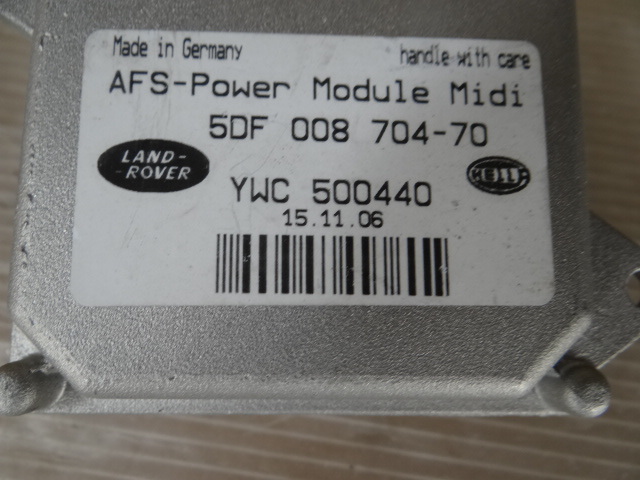 Made in Germany handle with care
AFS-Power Module Midi
5DF 008 704-70
LAND-
-ROVER
HELLA
YWC 500440
15.11.06